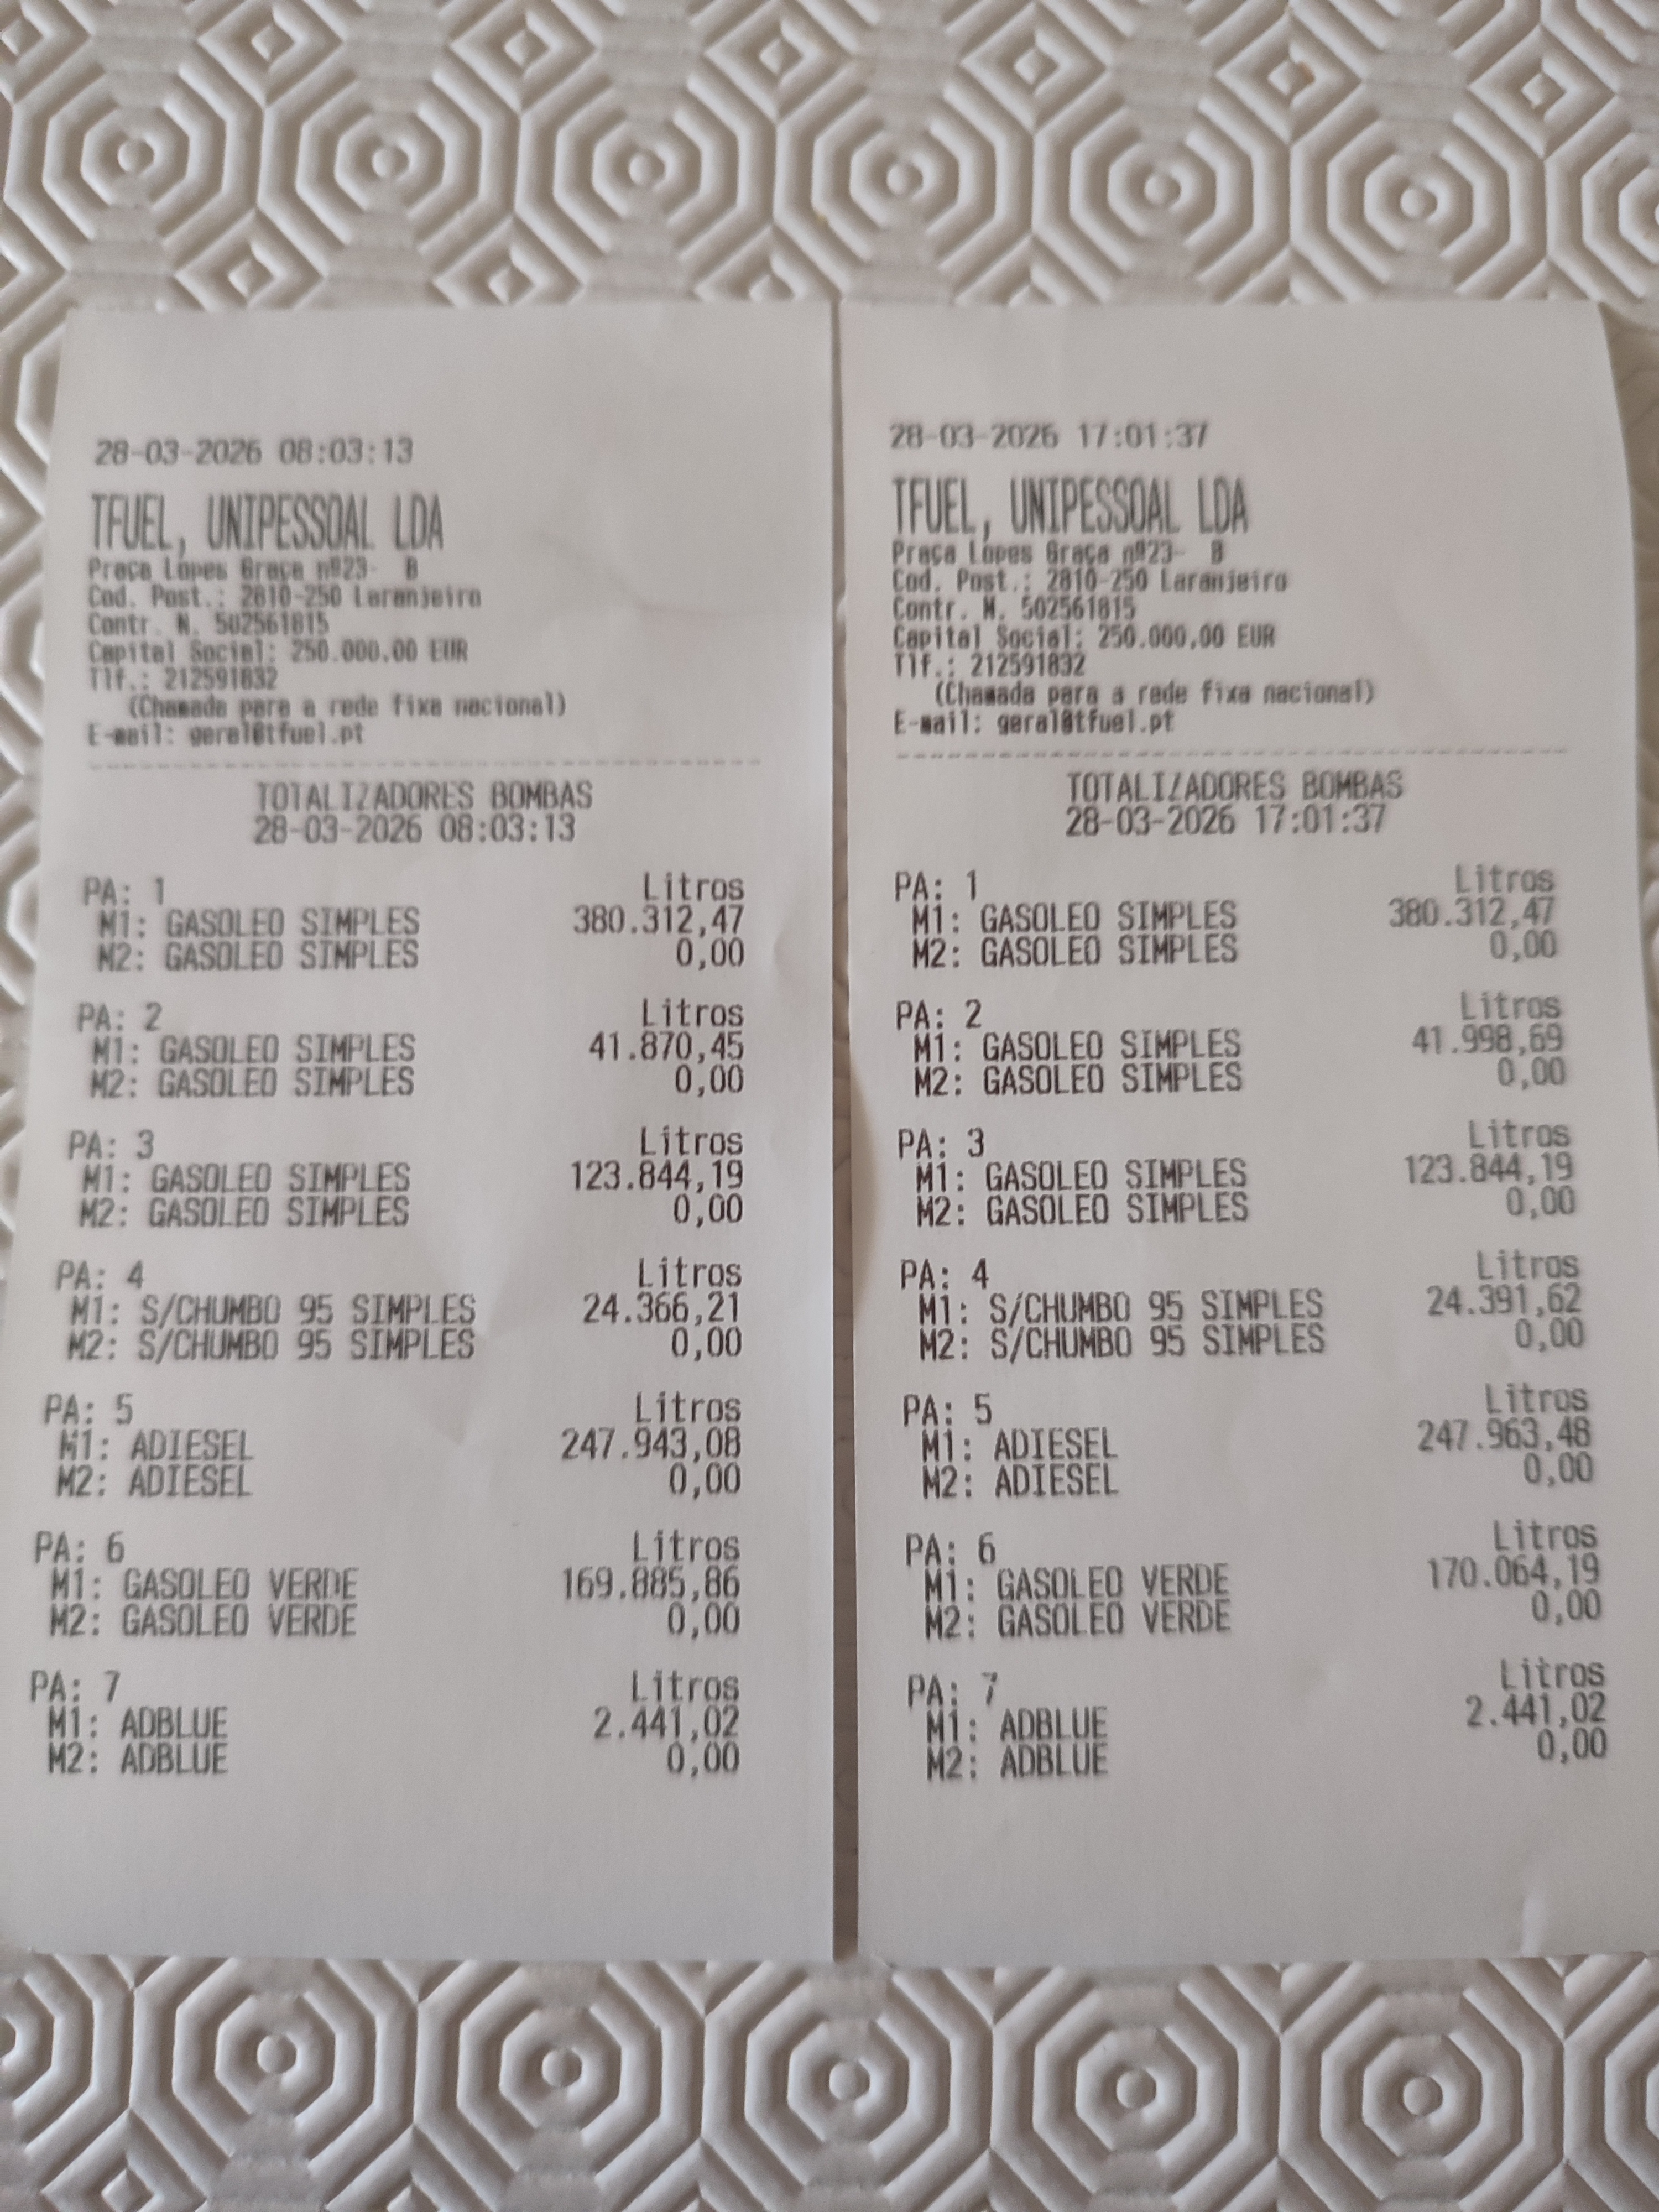 28-03-2026 08:03:13
TFUEL, UNIPESSOAL LDA
Praça Lopes Graça nº23-  B
Cod. Post.: 2810-250 Laranjeiro
Contr. N. 502561815
Capital Social: 250.000,00 EUR
Tlf.: 212591832
(Chamada para a rede fixa nacional)
E-mail: geral@tfuel.pt
TOTALIZADORES BOMBAS
28-03-2026 08:03:13
PA: 1 Litros
M1: GASOLEO SIMPLES 380.312,47
M2: GASOLEO SIMPLES 0,00
PA: 2 Litros
M1: GASOLEO SIMPLES 41.870,45
M2: GASOLEO SIMPLES 0,00
PA: 3 Litros
M1: GASOLEO SIMPLES 123.844,19
M2: GASOLEO SIMPLES 0,00
PA: 4 Litros
M1: S/CHUMBO 95 SIMPLES 24.366,21
M2: S/CHUMBO 95 SIMPLES 0,00
PA: 5 Litros
M1: ADIESEL 247.943,08
M2: ADIESEL 0,00
PA: 6 Litros
M1: GASOLEO VERDE 169.885,86
M2: GASOLEO VERDE 0,00
PA: 7 Litros
M1: ADBLUE 2.441,02
M2: ADBLUE 0,00
28-03-2026 17:01:37
TFUEL, UNIPESSOAL LDA
Praça Lopes Graça nº23-  B
Cod. Post.: 2810-250 Laranjeiro
Contr. N. 502561815
Capital Social: 250.000,00 EUR
Tlf.: 212591832
(Chamada para a rede fixa nacional)
E-mail: geral@tfuel.pt
TOTALIZADORES BOMBAS
28-03-2026 17:01:37
PA: 1 Litros
M1: GASOLEO SIMPLES 380.312,47
M2: GASOLEO SIMPLES 0,00
PA: 2 Litros
M1: GASOLEO SIMPLES 41.998,69
M2: GASOLEO SIMPLES 0,00
PA: 3 Litros
M1: GASOLEO SIMPLES 123.844,19
M2: GASOLEO SIMPLES 0,00
PA: 4 Litros
M1: S/CHUMBO 95 SIMPLES 24.391,62
M2: S/CHUMBO 95 SIMPLES 0,00
PA: 5 Litros
M1: ADIESEL 247.963,48
M2: ADIESEL 0,00
PA: 6 Litros
M1: GASOLEO VERDE 170.064,19
M2: GASOLEO VERDE 0,00
PA: 7 Litros
M1: ADBLUE 2.441,02
M2: ADBLUE 0,00